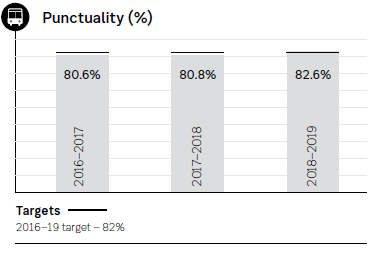 Punctuality (%)
80.6%
80.8%
82.6%
2016–2017
2017–2018
2018–2019
Targets
2016–19 target – 82%